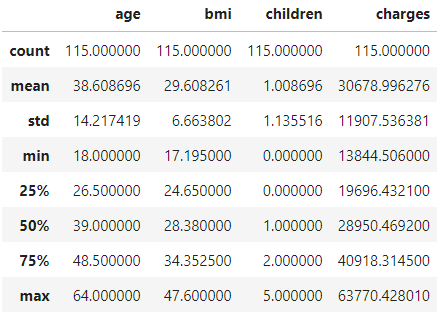 age bmi children charges
count 115.000000 115.000000 115.000000 115.000000
mean 38.608696 29.608261 1.008696 30678.996276
std 14.217419 6.663802 1.135516 11907.536381
min 18.000000 17.195000 0.000000 13844.506000
25% 26.500000 24.650000 0.000000 19696.432100
50% 39.000000 28.380000 1.000000 28950.469200
75% 48.500000 34.352500 2.000000 40918.314500
max 64.000000 47.600000 5.000000 63770.428010